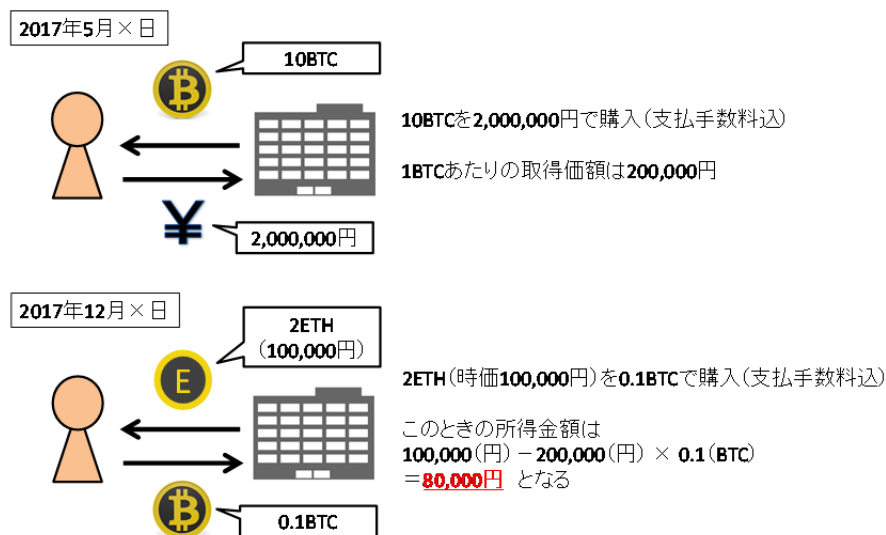 2017年5月×日
10BTC
10BTCを2,000,000円で購入(支払手数料込)
1BTCあたりの取得価額は200,000円
¥
2,000,000円
2017年12月×日
2ETH
(100,000円)
E
2ETH(時価100,000円)を0.1BTCで購入(支払手数料込)
このときの所得金額は
100,000(円)-200,000(円) × 0.1(BTC)
=80,000円 となる
0.1BTC